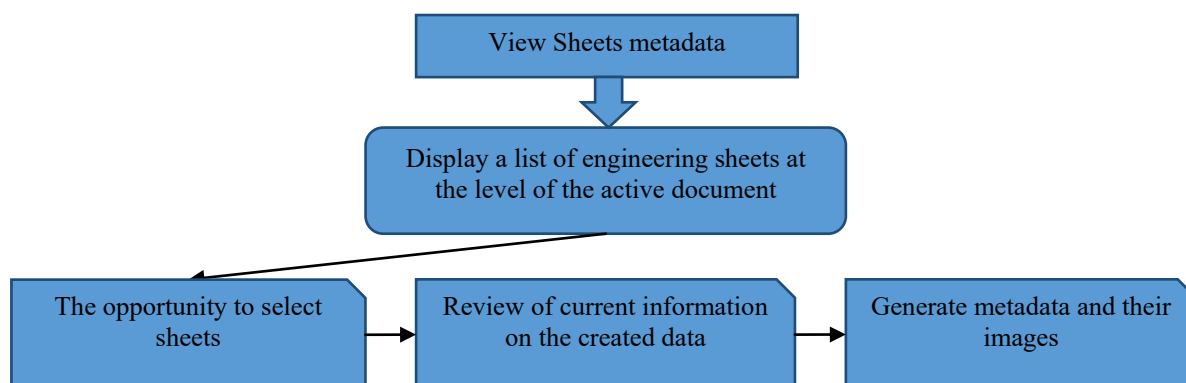 View Sheets metadata
Display a list of engineering sheets at
the level of the active document
The opportunity to select
sheets
Review of current information
on the created data
Generate metadata and their
images